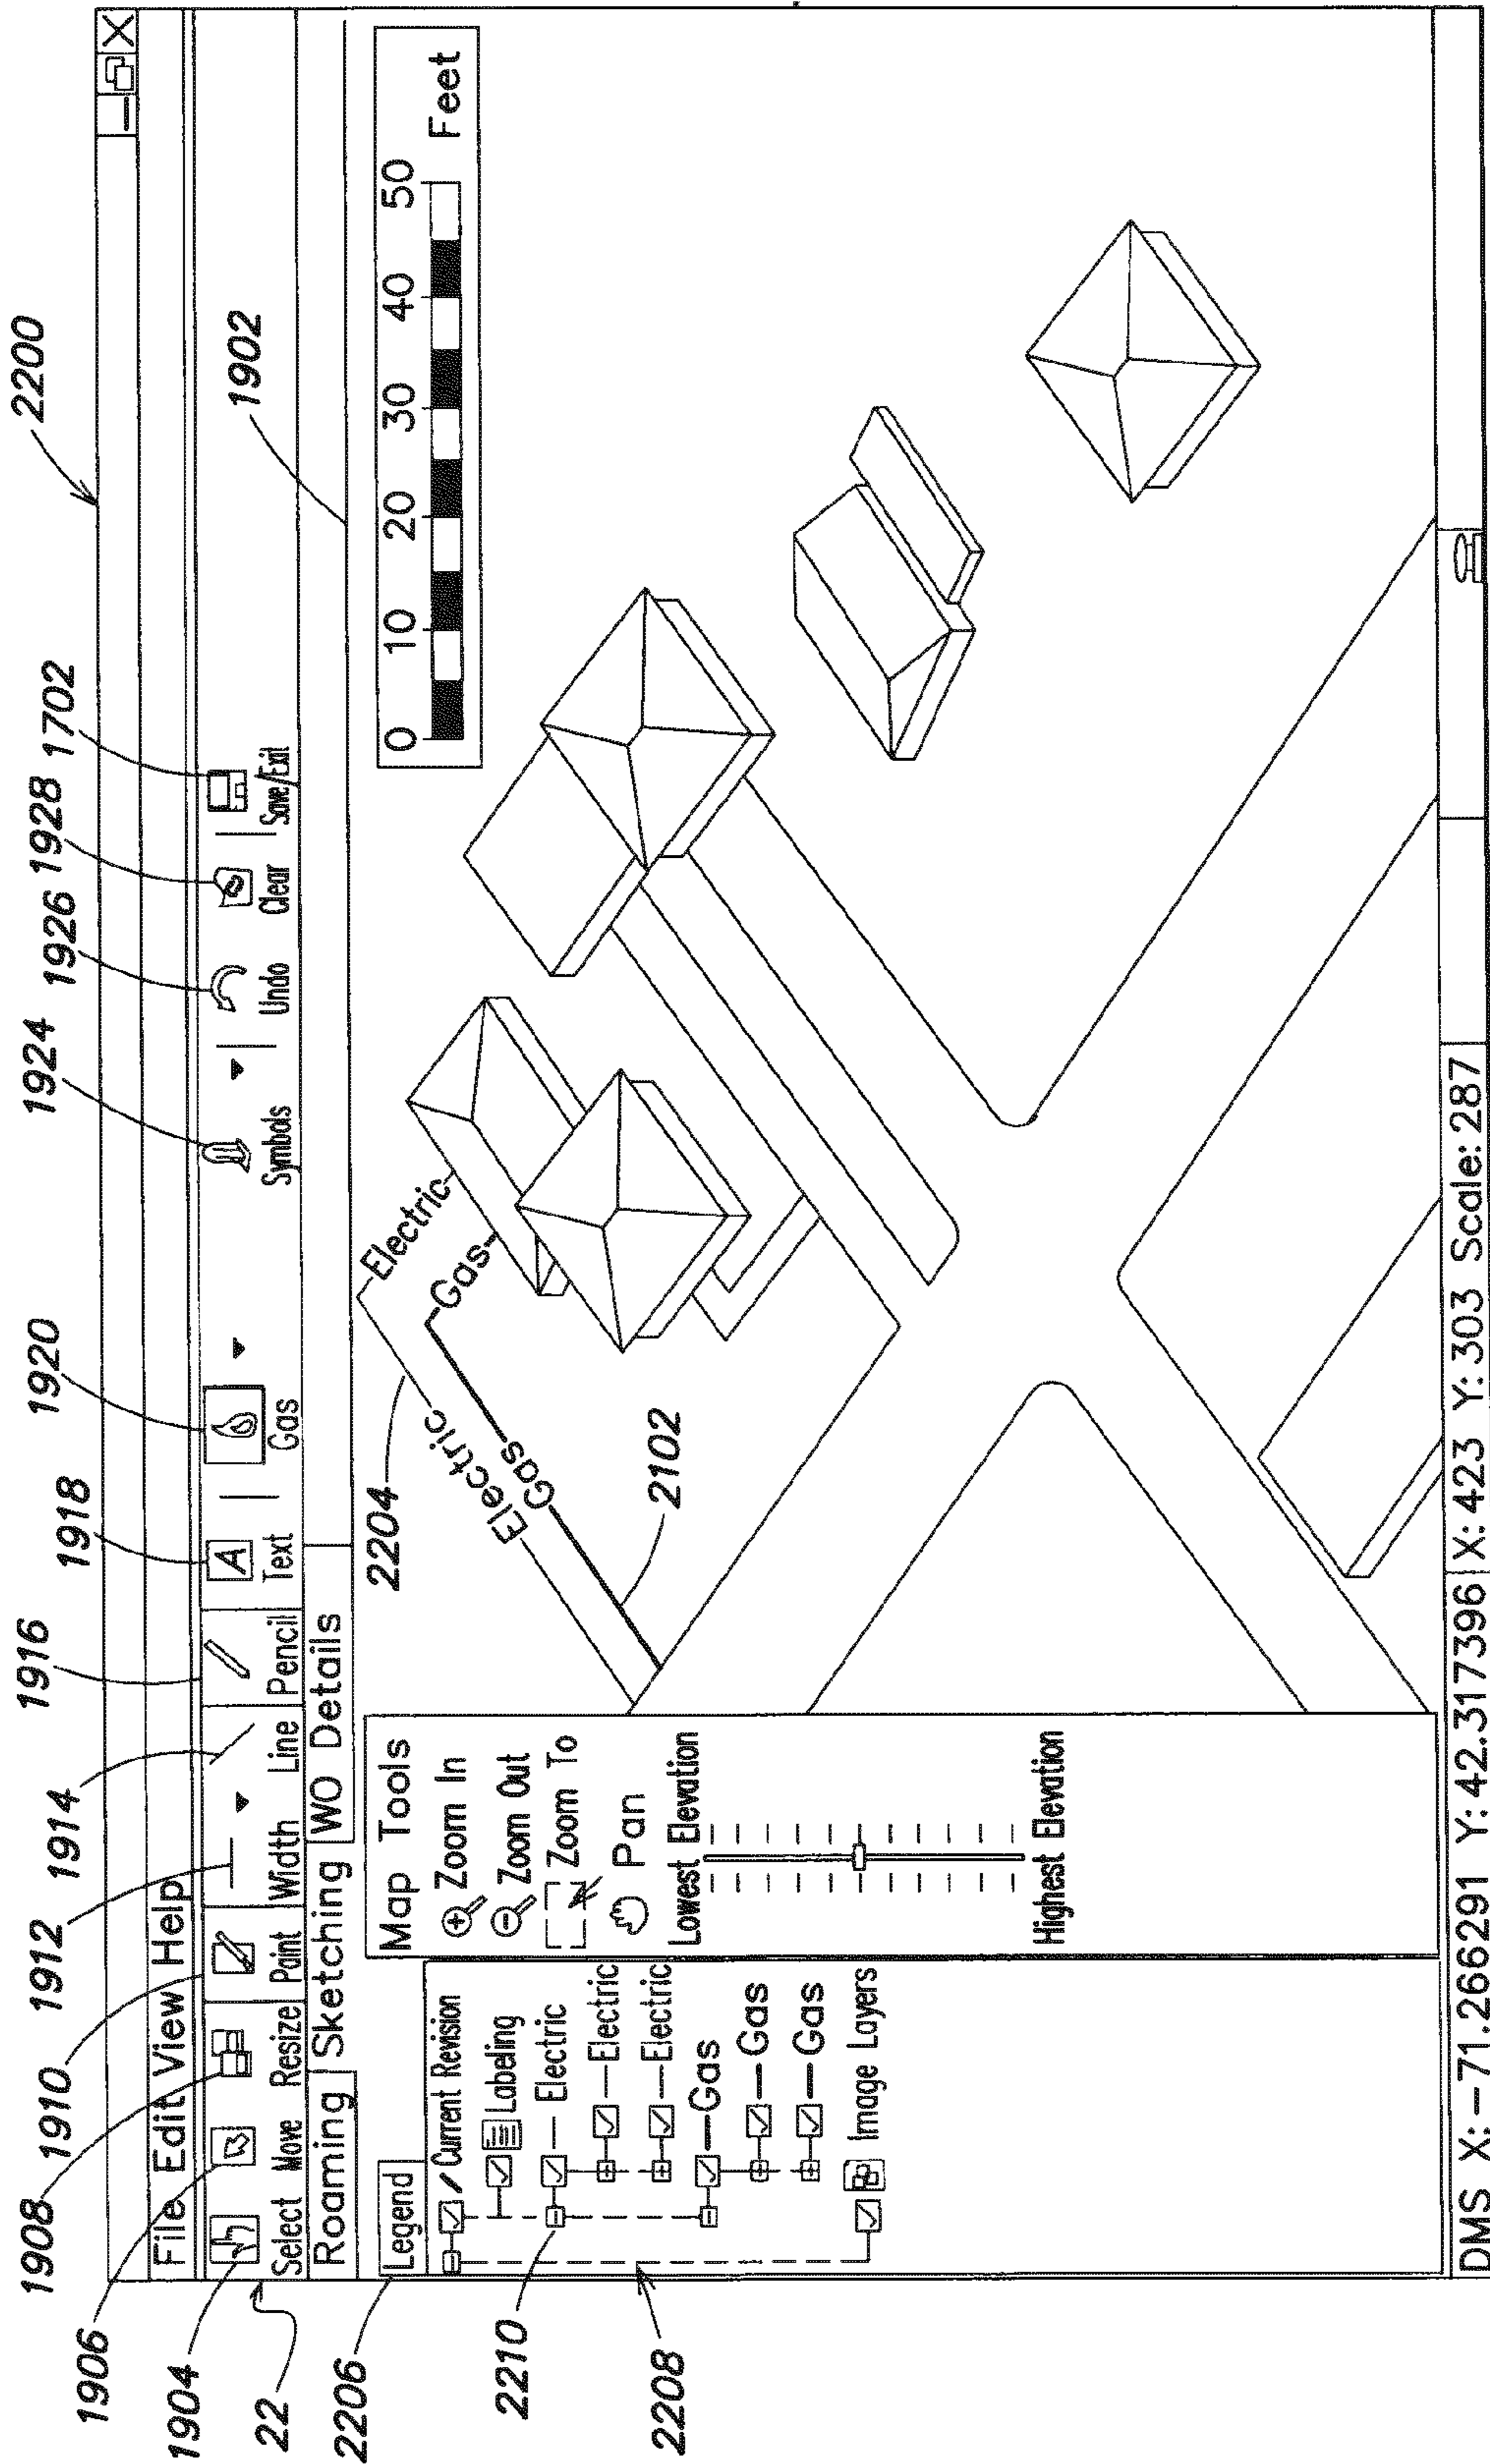 2200
1908 1910 1912 1914 1916 1918 1920 1924 1926 1928 1702
1906
1904
22
1902
File Edit View Help
Select Move Resize Paint Width Line Pencil Text Gas Symbols Undo Clear Save/Exit
Roaming Sketching WO Details
2206
2210
2208
Legend
Current Revision
Labeling
Electric
Electric
Electric
Gas
Gas
Gas
Image Layers
Map Tools
Zoom In
Zoom Out
Zoom To
Pan
Lowest Elevation
Highest Elevation
2204
2102
Electric
Electric
Electric
Gas
Gas
0 10 20 30 40 50
Feet
DMS X: -71.266291 Y: 42.317396 X: 423 Y: 303 Scale: 287